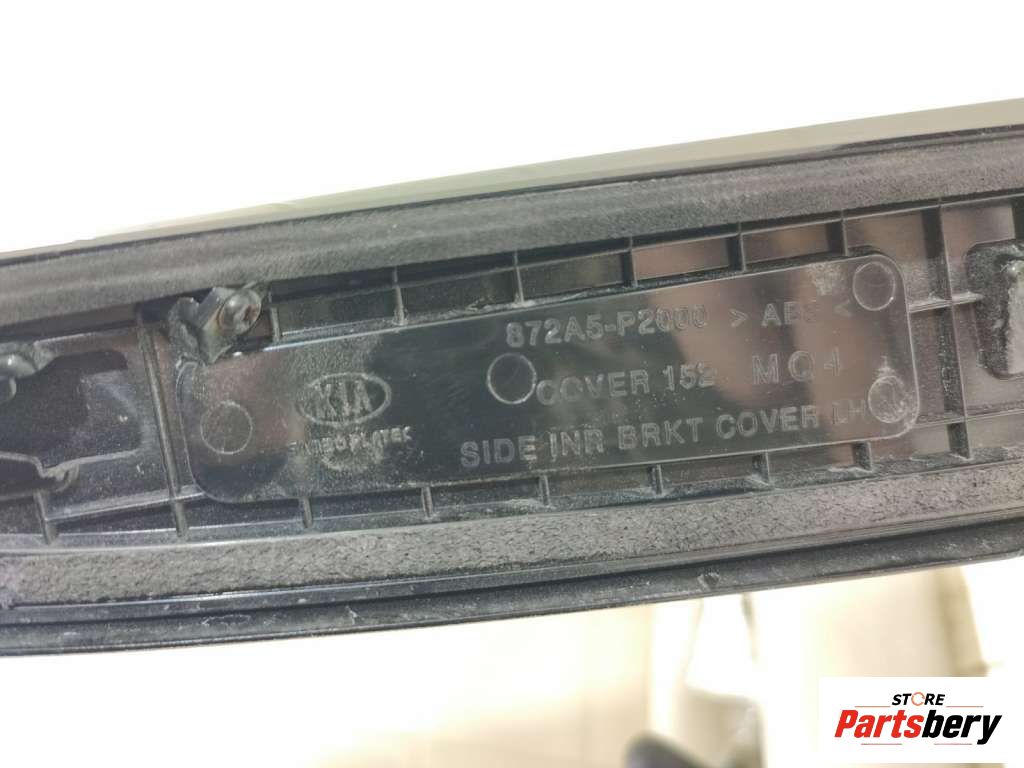 872A5-P2000 > ABS <
COVER 152 MQ4
KIA
SIDE INR BRKT COVER LH
STORE
Partsbery